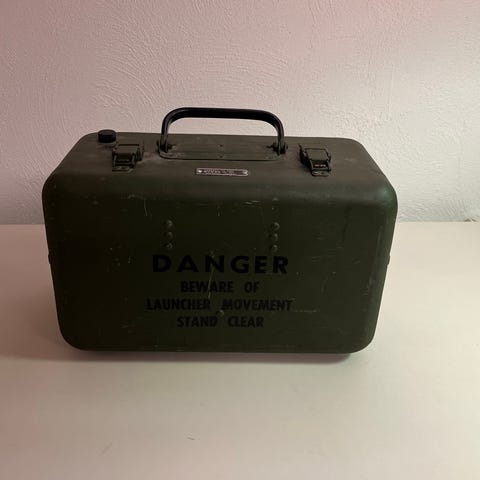 DANGER
BEWARE OF
LAUNCHER MOVEMENT
STAND CLEAR